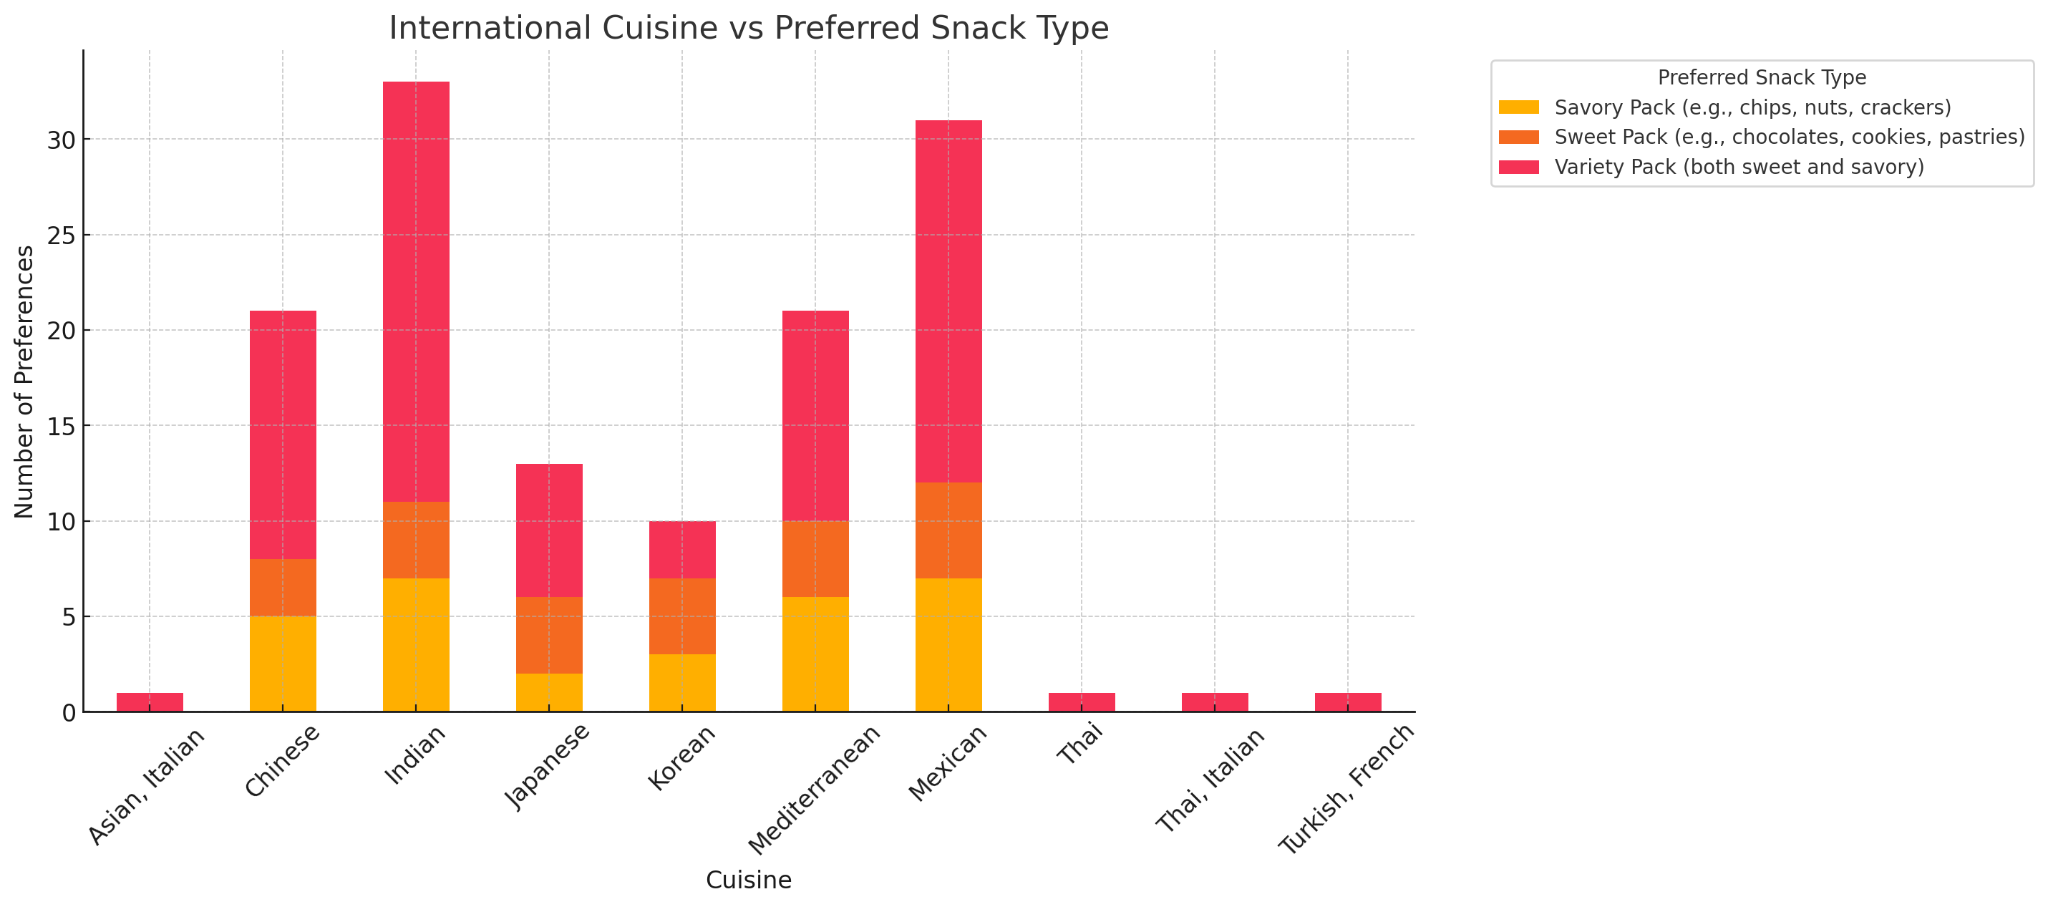 International Cuisine vs Preferred Snack Type
Preferred Snack Type
Savory Pack (e.g., chips, nuts, crackers)
Sweet Pack (e.g., chocolates, cookies, pastries)
Variety Pack (both sweet and savory)
Number of Preferences
30
25
20
15
10
5
0
Asian, Italian
Chinese
Indian
Japanese
Korean
Mediterranean
Mexican
Thai
Thai, Italian
Turkish, French
Cuisine